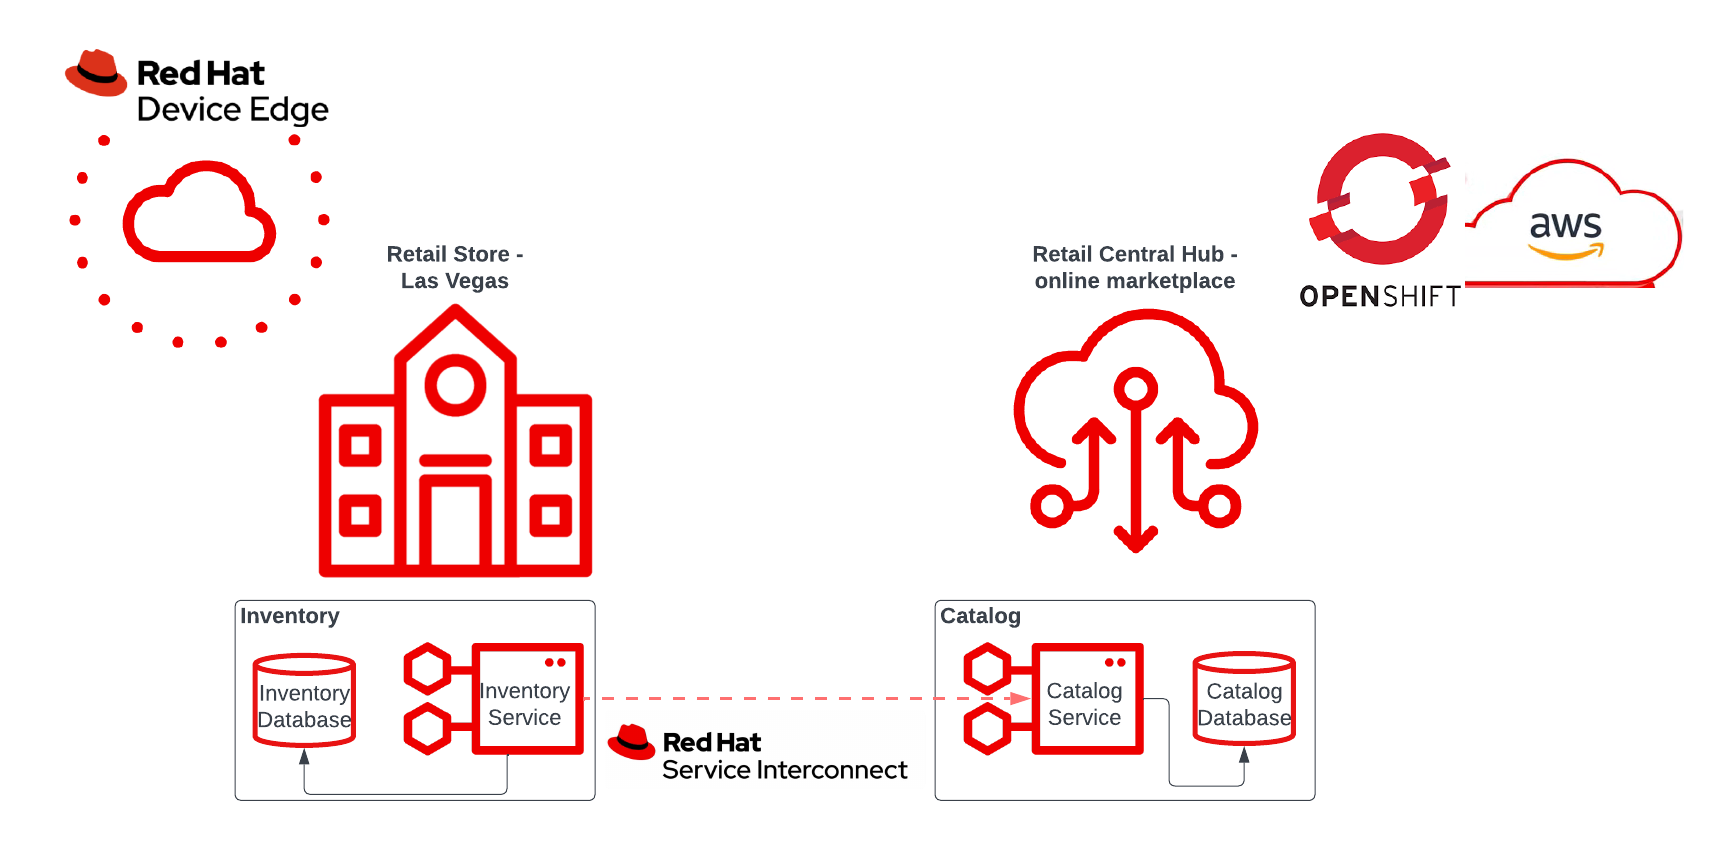 Red Hat
Device Edge
Retail Store -
Las Vegas
Retail Central Hub -
online marketplace
OPENSHIFT
aws
Inventory
Inventory
Database
Inventory
Service
Red Hat
Service Interconnect
Catalog
Catalog
Service
Catalog
Database